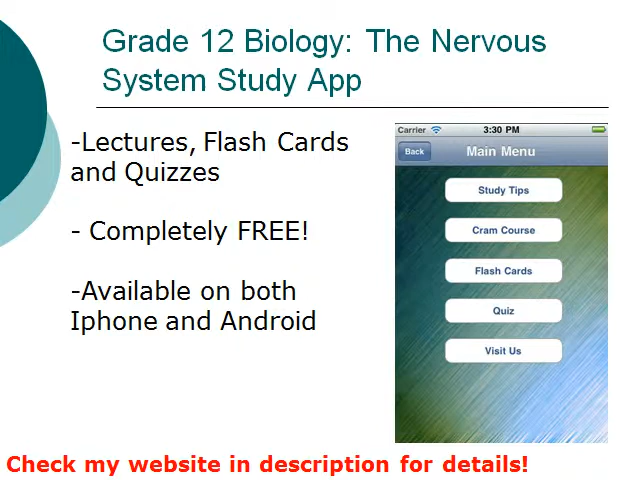 Grade 12 Biology: The Nervous
System Study App
-Lectures, Flash Cards
and Quizzes
- Completely FREE!
-Available on both
Iphone and Android
Carrier 3:30 PM
Back Main Menu
Study Tips
Cram Course
Flash Cards
Quiz
Visit Us
Check my website in description for details!